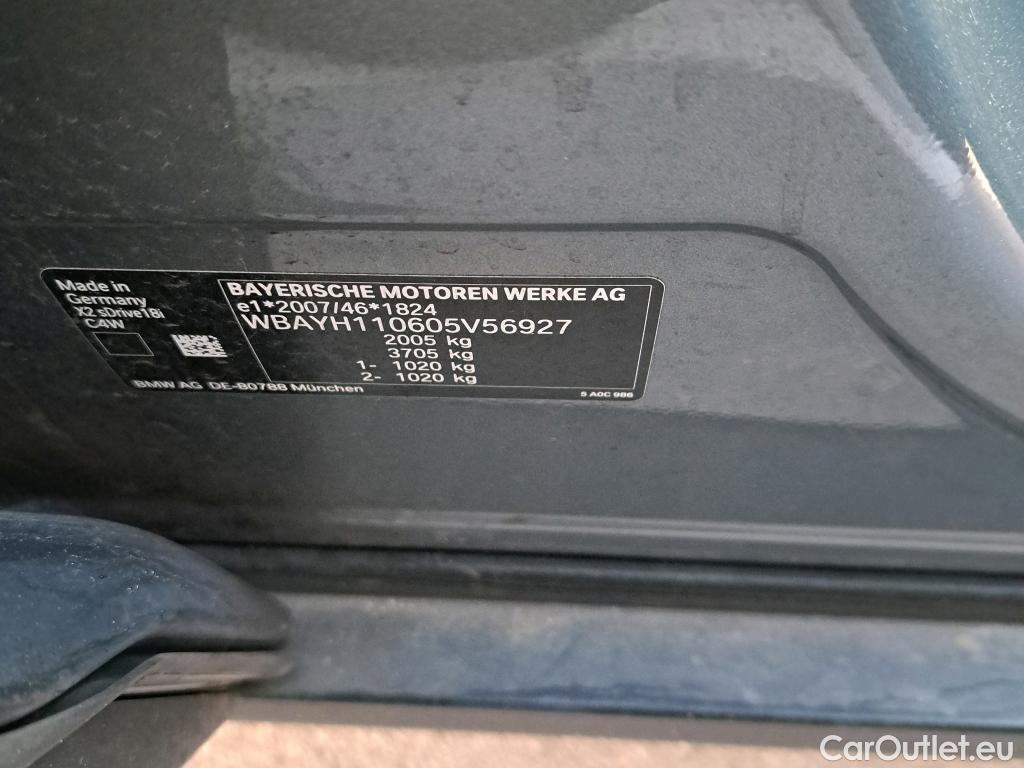 Made in
Germany
X2 sDrive18i
C4W
BAYERISCHE MOTOREN WERKE AG
e1*2007/46*1824
WBAYH110605V56927
2005 kg
3705 kg
1- 1020 kg
2- 1020 kg
BMW AG DE-80788 München
5 A0C 986
CarOutlet.eu